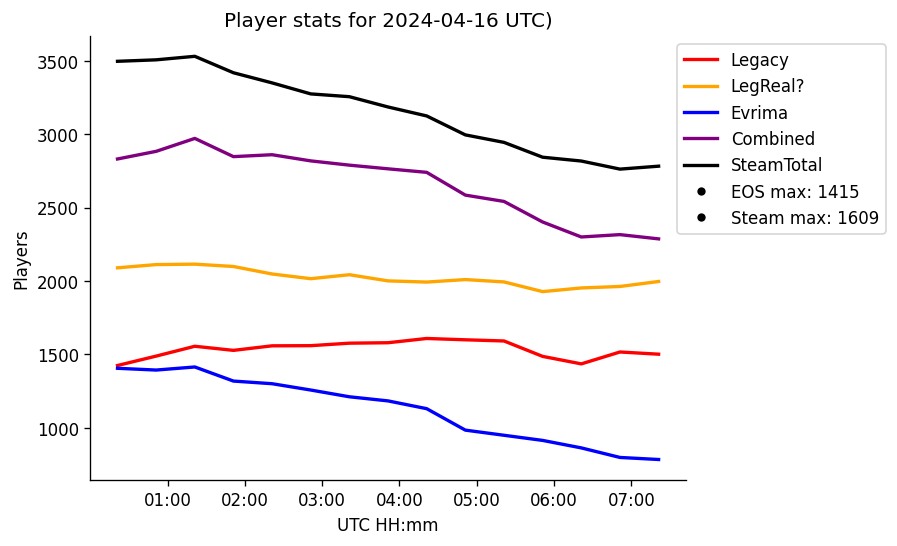 Player stats for 2024-04-16 UTC)
Players
3500
3000
2500
2000
1500
1000
01:00 02:00 03:00 04:00 05:00 06:00 07:00
UTC HH:mm
Legacy
LegReal?
Evrima
Combined
SteamTotal
EOS max: 1415
Steam max: 1609